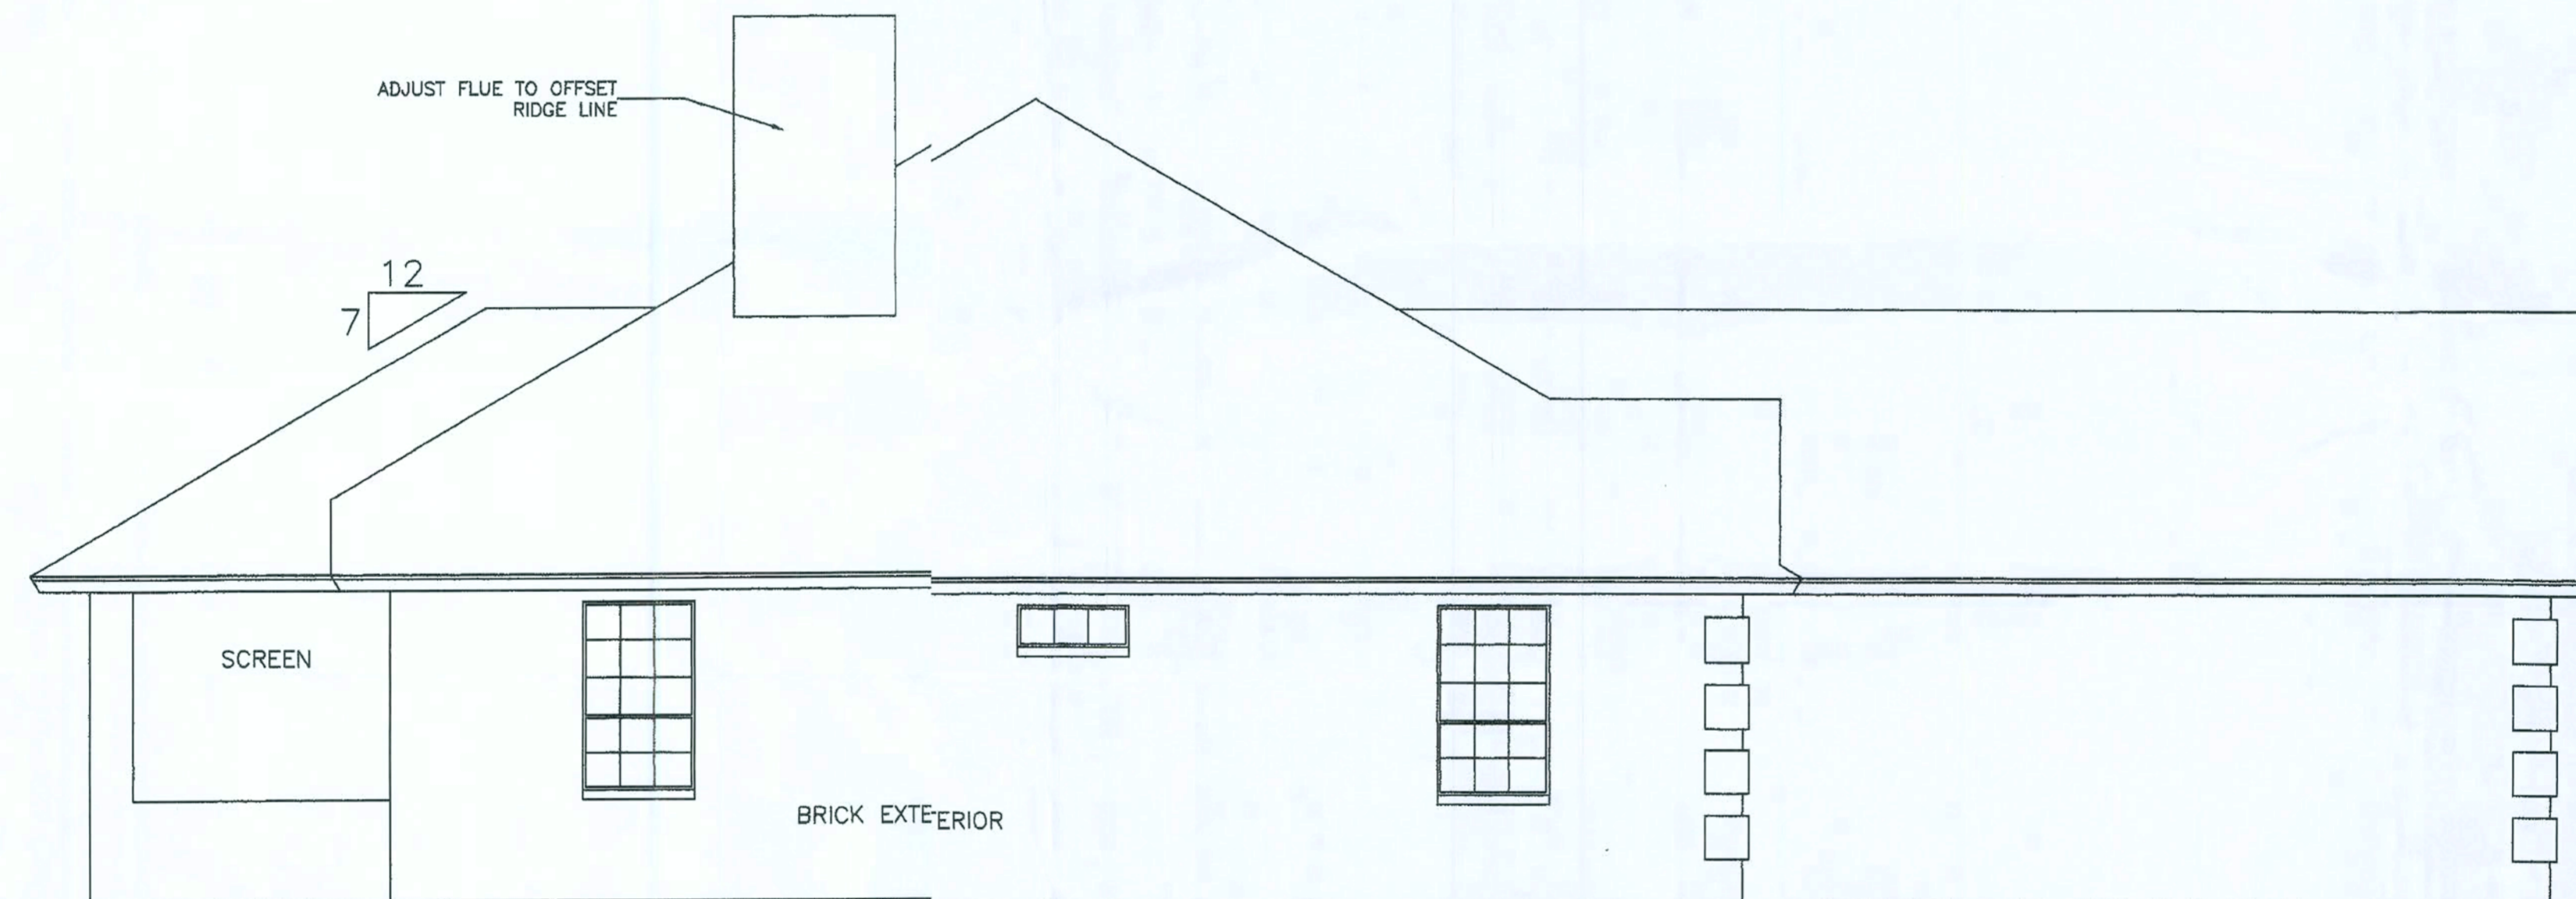 ADJUST FLUE TO OFFSET
RIDGE LINE
12
7
SCREEN
BRICK EXTE ERIOR